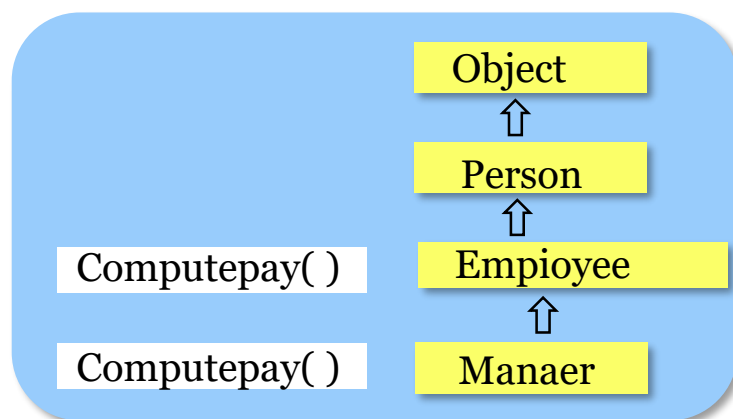 Object
Person
Computepay( )
Empioyee
Computepay( )
Manaer